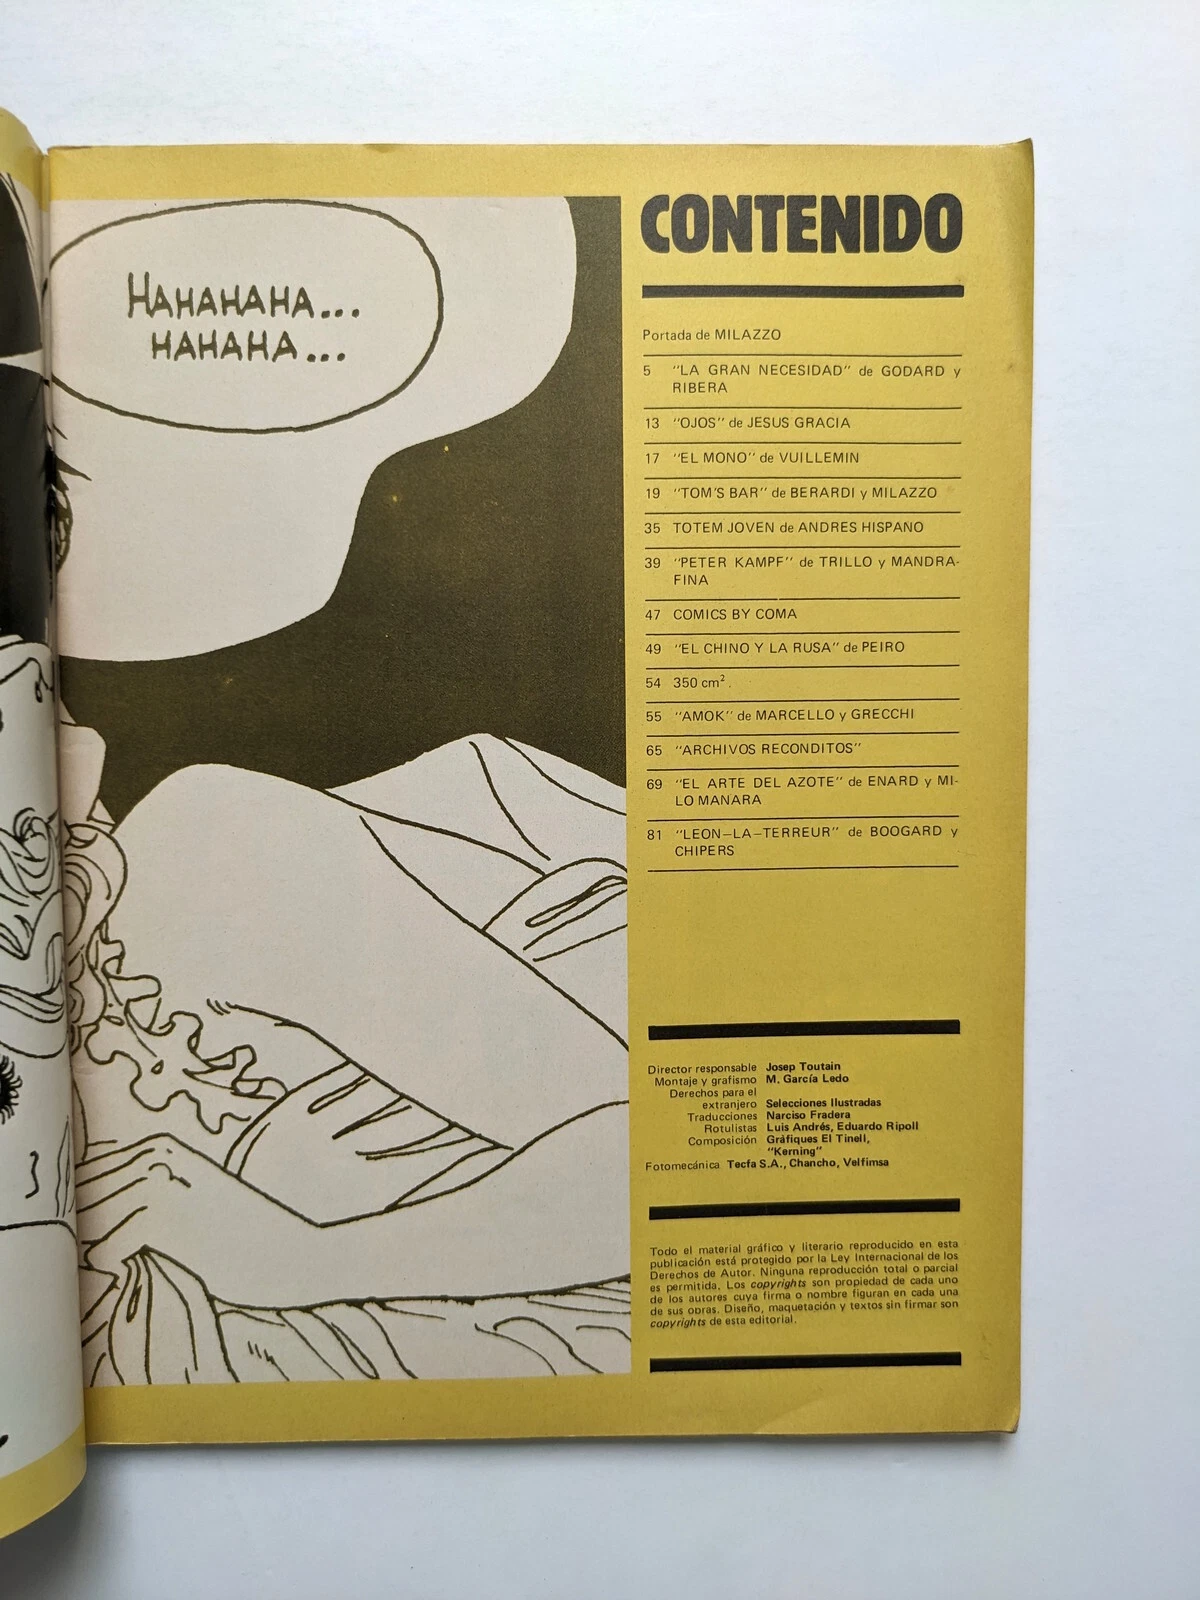 HAHAHAHA...
HAHAHA...
CONTENIDO
Portada de MILAZZO
5 "LA GRAN NECESIDAD" de GODARD y
RIBERA
13 "OJOS" de JESUS GRACIA
17 "EL MONO" de VUILLEMIN
19 "TOM'S BAR" de BERARDI y MILAZZO
35 TOTEM JOVEN de ANDRES HISPANO
39 "PETER KAMPF" de TRILLO y MANDRA-
FINA
47 COMICS BY COMA
49 "EL CHINO Y LA RUSA" de PEIRO
54 350 cm².
55 "AMOK" de MARCELLO y GRECCHI
65 "ARCHIVOS RECONDITOS"
69 "EL ARTE DEL AZOTE" de ENARD y MI-
LO MANARA
81 "LEON-LA-TERREUR" de BOOGARD y
CHIPERS
Director responsable Josep Toutain
Montaje y grafismo M. García Ledo
Derechos para el
extranjero Selecciones Ilustradas
Traducciones Narciso Fradera
Rotulistas Luis Andrés, Eduardo Ripoll
Composición Gráfiques El Tinell,
"Kerning"
Fotomecánica Tecfa S.A., Chancho, Velfimsa
Todo el material gráfico y literario reproducido en esta
publicación está protegido por la Ley Internacional de los
Derechos de Autor. Ninguna reproducción total o parcial
es permitida. Los copyrights son propiedad de cada uno
de los autores cuya firma o nombre figuran en cada una
de sus obras. Diseño, maquetación y textos sin firmar son
copyrights de esta editorial.